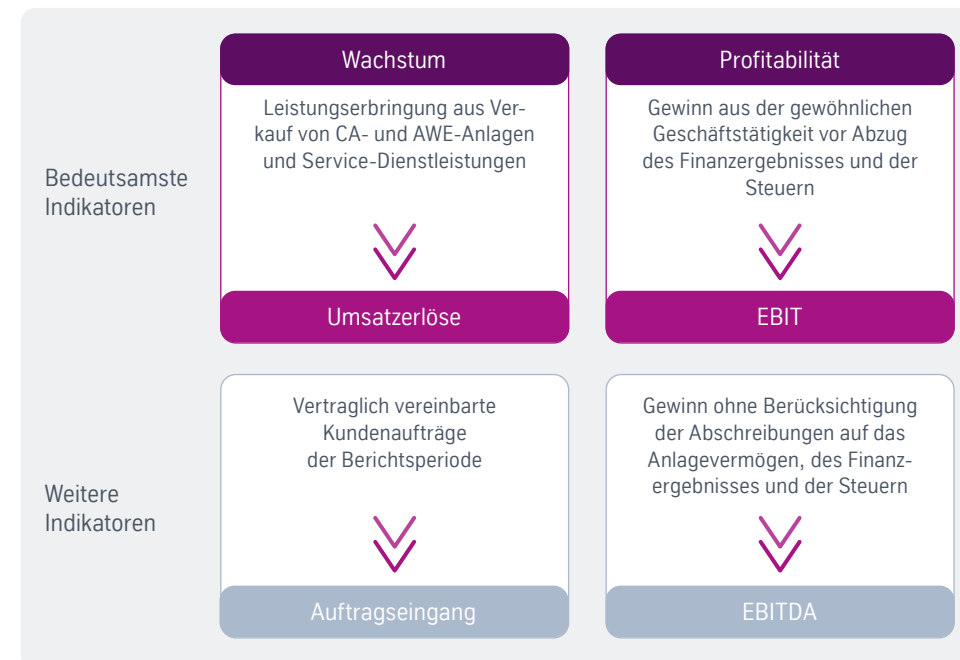 Wachstum
Leistungserbringung aus Ver-
kauf von CA- und AWE-Anlagen
und Service-Dienstleistungen
Umsatzerlöse
Profitabilität
Gewinn aus der gewöhnlichen
Geschäftstätigkeit vor Abzug
des Finanzergebnisses und der
Steuern
EBIT
Bedeutsamste
Indikatoren
Vertraglich vereinbarte
Kundenaufträge
der Berichtsperiode
Auftragseingang
Gewinn ohne Berücksichtigung
der Abschreibungen auf das
Anlagevermögen, des Finanz-
ergebnisses und der Steuern
EBITDA
Weitere
Indikatoren